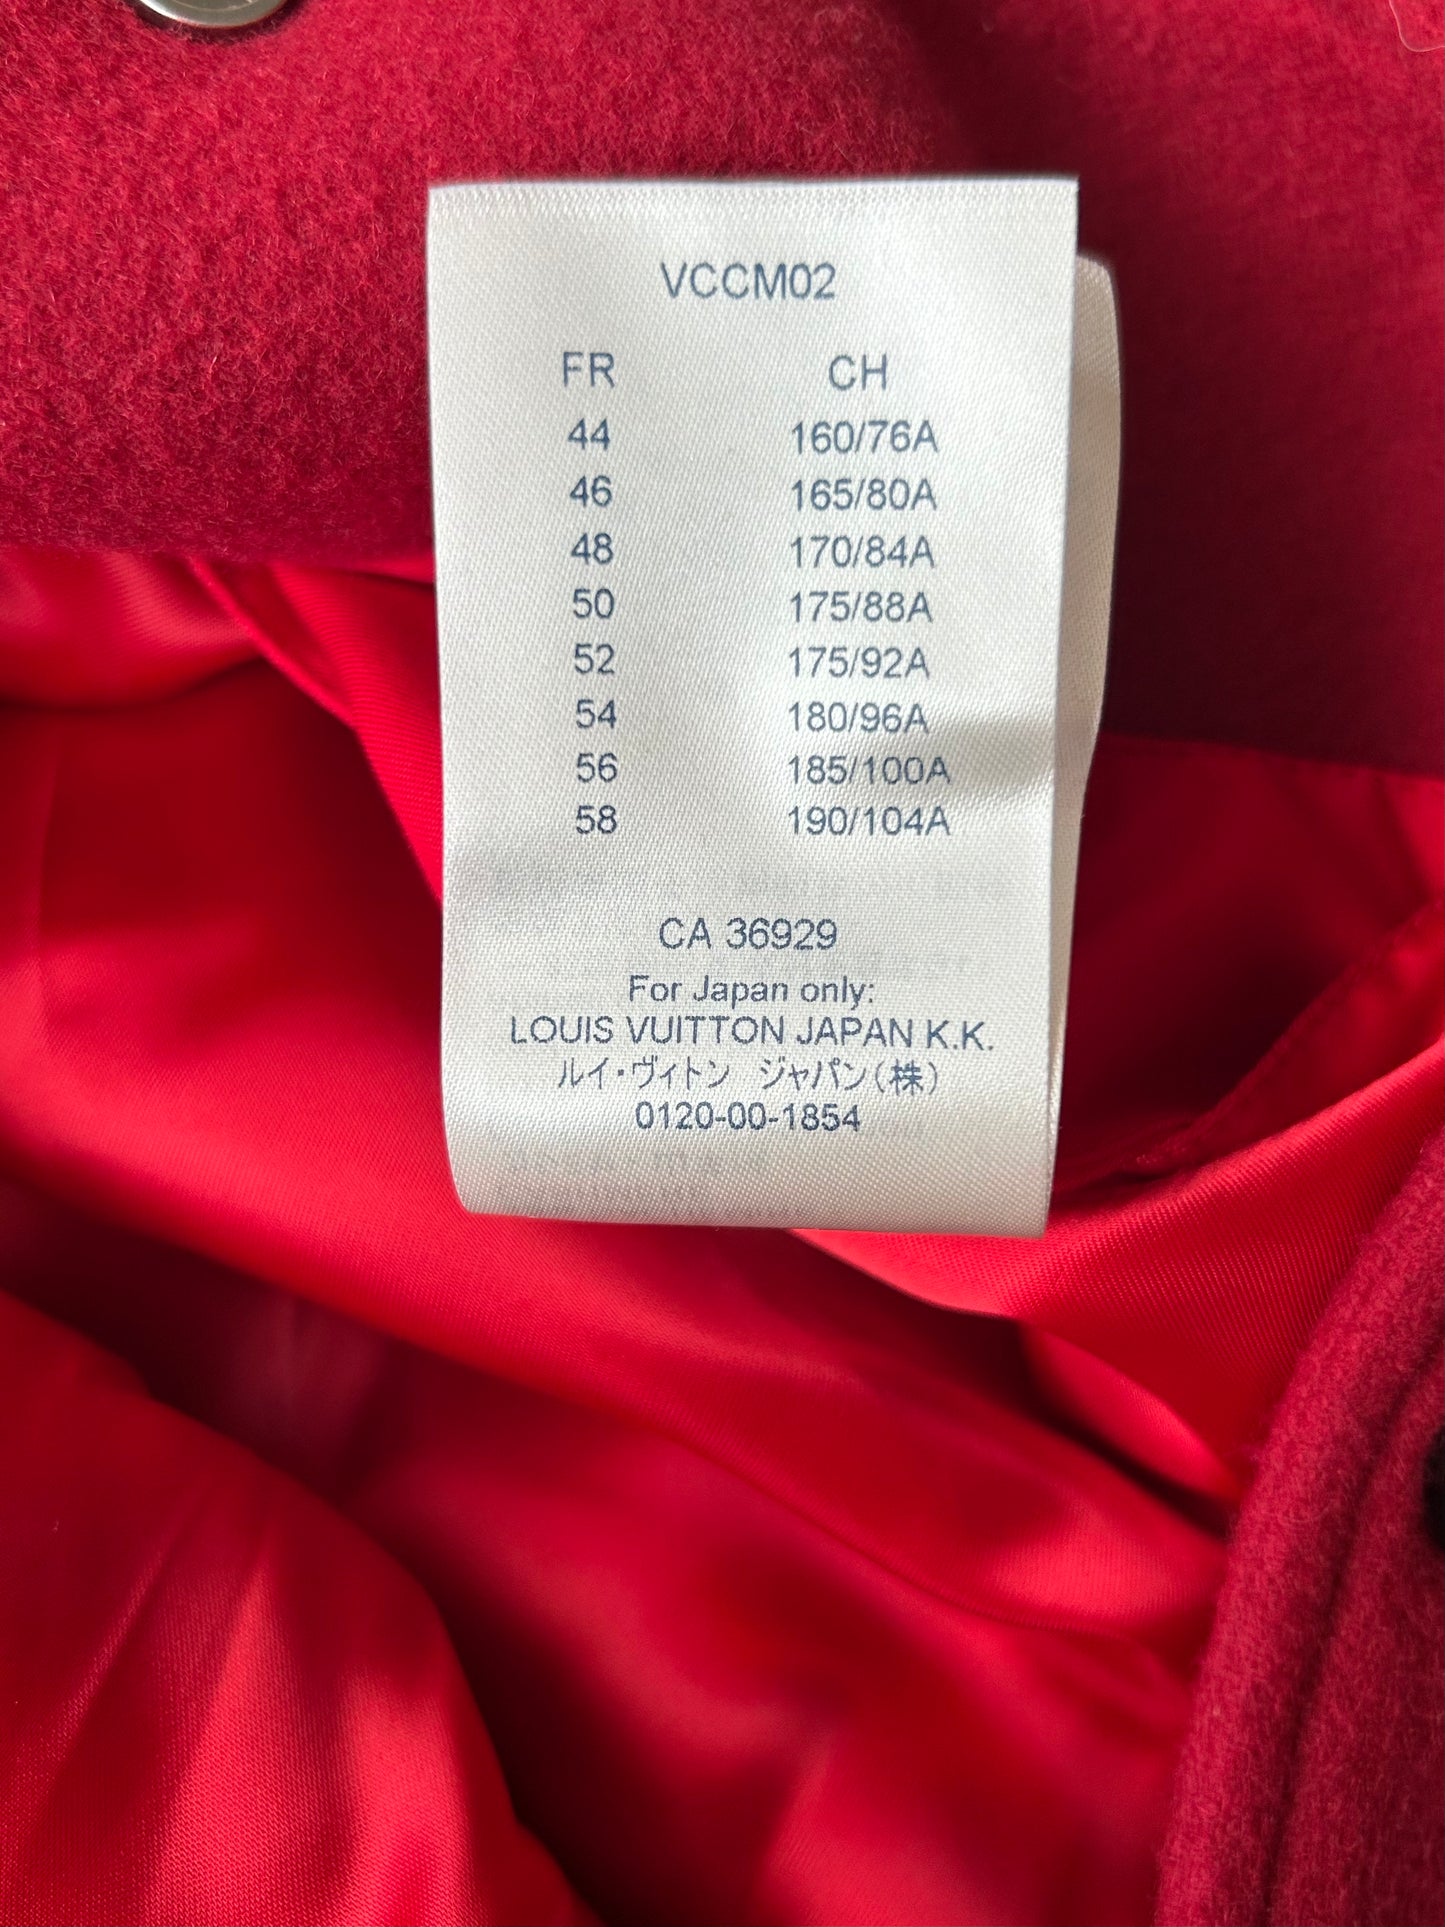 VCCM02
FR CH
44 160/76A
46 165/80A
48 170/84A
50 175/88A
52 175/92A
54 180/96A
56 185/100A
58 190/104A
CA 36929
For Japan only:
LOUIS VUITTON JAPAN K.K.
ルイ・ヴィトン ジャパン(株)
0120-00-1854